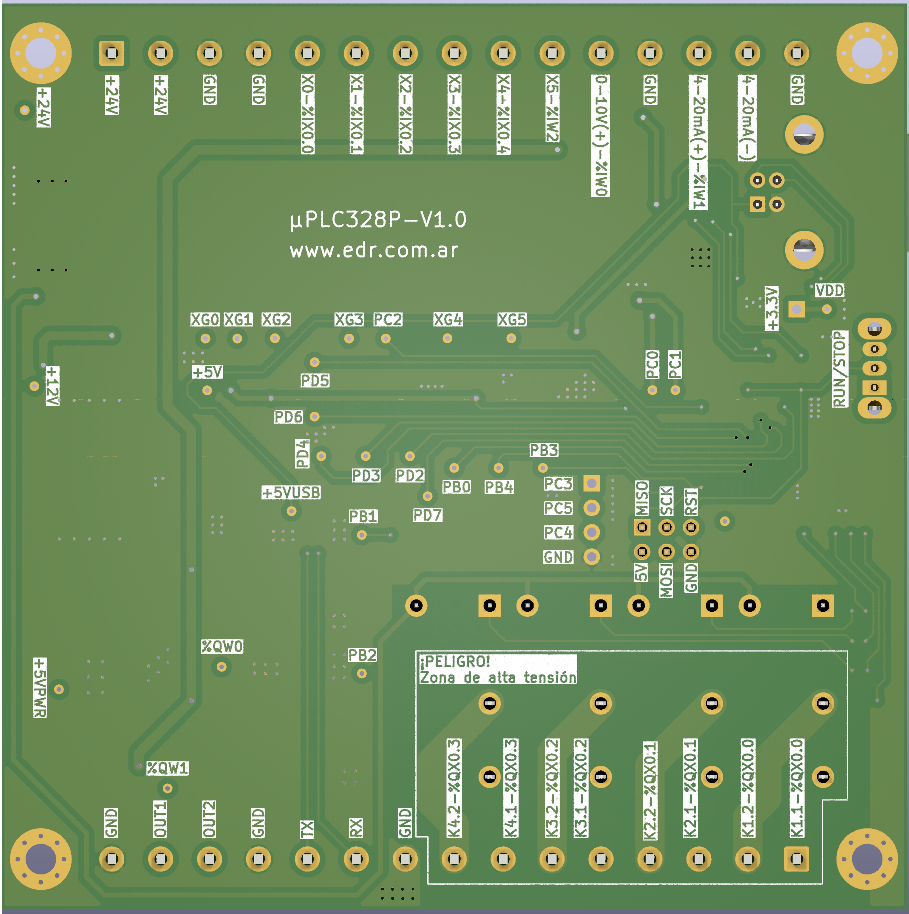 +24V
+24V
+24V
GND
GND
X0-%IX0.0
X1-%IX0.1
X2-%IX0.2
X3-%IX0.3
X4-%IX0.4
X5-%IW2
0-10V(+)-%IW0
GND
4-20mA(+)-%IW1
4-20mA(-)
GND
µPLC328P-V1.0
www.edr.com.ar
+3.3V
VDD
XG0
XG1
XG2
XG3
PC2
XG4
XG5
RUN/STOP
PC0
PC1
+12V
+5V
PD5
PD6
PD4
PD3
PD2
PB0
PB4
PB3
+5VUSB
PD7
PC3
PC5
PC4
GND
MISO
SCK
RST
PB1
5V
MOSI
GND
%QW0
PB2
+5VPWR
¡PELIGRO!
Zona de alta tensión
%QW1
GND
OUT1
OUT2
GND
TX
RX
GND
K4.2-%QX0.3
K4.1-%QX0.3
K3.2-%QX0.2
K3.1-%QX0.2
K2.2-%QX0.1
K2.1-%QX0.1
K1.2-%QX0.0
K1.1-%QX0.0